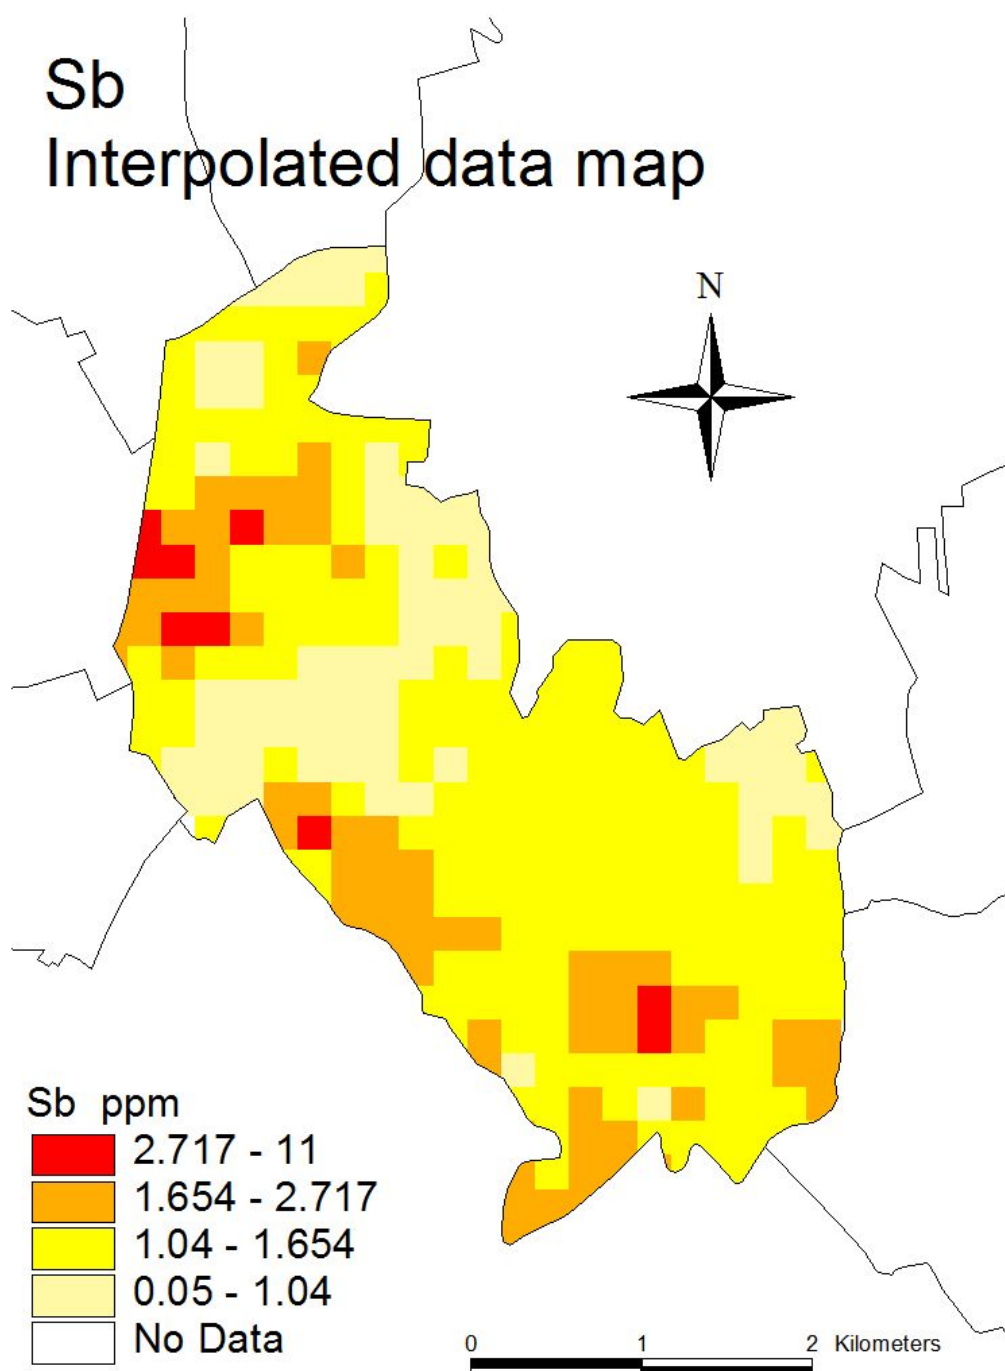 Sb
Interpolated data map
N
Sb ppm
2.717 - 11
1.654 - 2.717
1.04 - 1.654
0.05 - 1.04
No Data
0 1 2 Kilometers